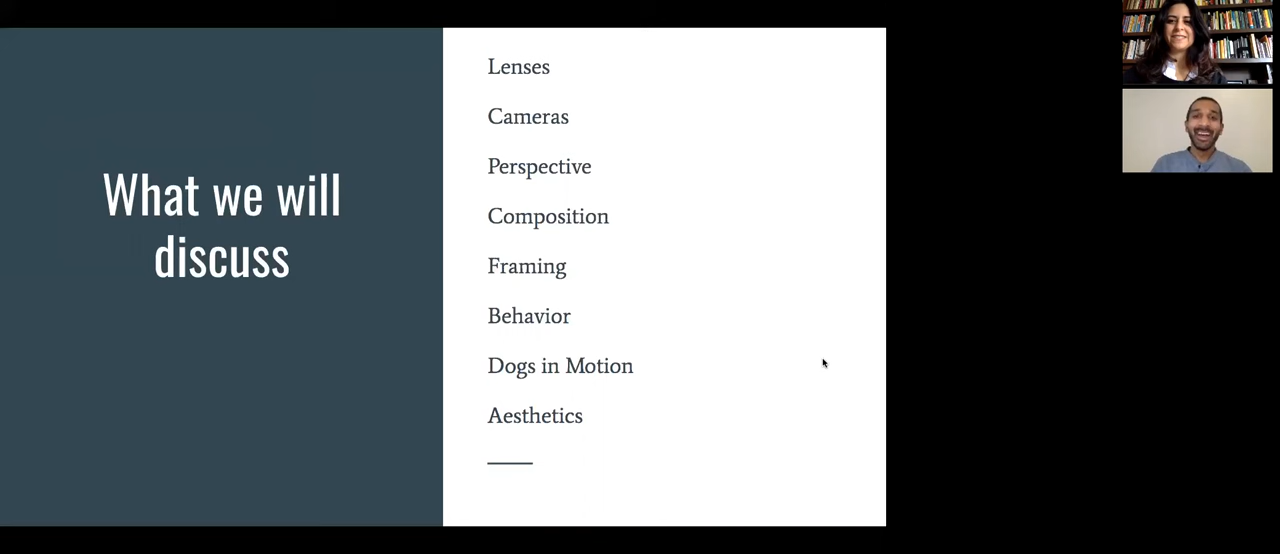 What we will
discuss
Lenses
Cameras
Perspective
Composition
Framing
Behavior
Dogs in Motion
Aesthetics